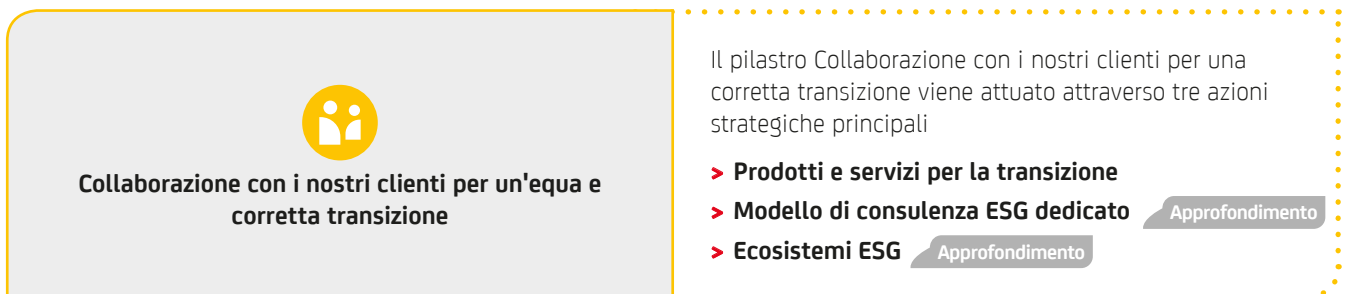 Collaborazione con i nostri clienti per un'equa e
corretta transizione
Il pilastro Collaborazione con i nostri clienti per una
corretta transizione viene attuato attraverso tre azioni
strategiche principali
> Prodotti e servizi per la transizione
> Modello di consulenza ESG dedicato Approfondimento
> Ecosistemi ESG Approfondimento